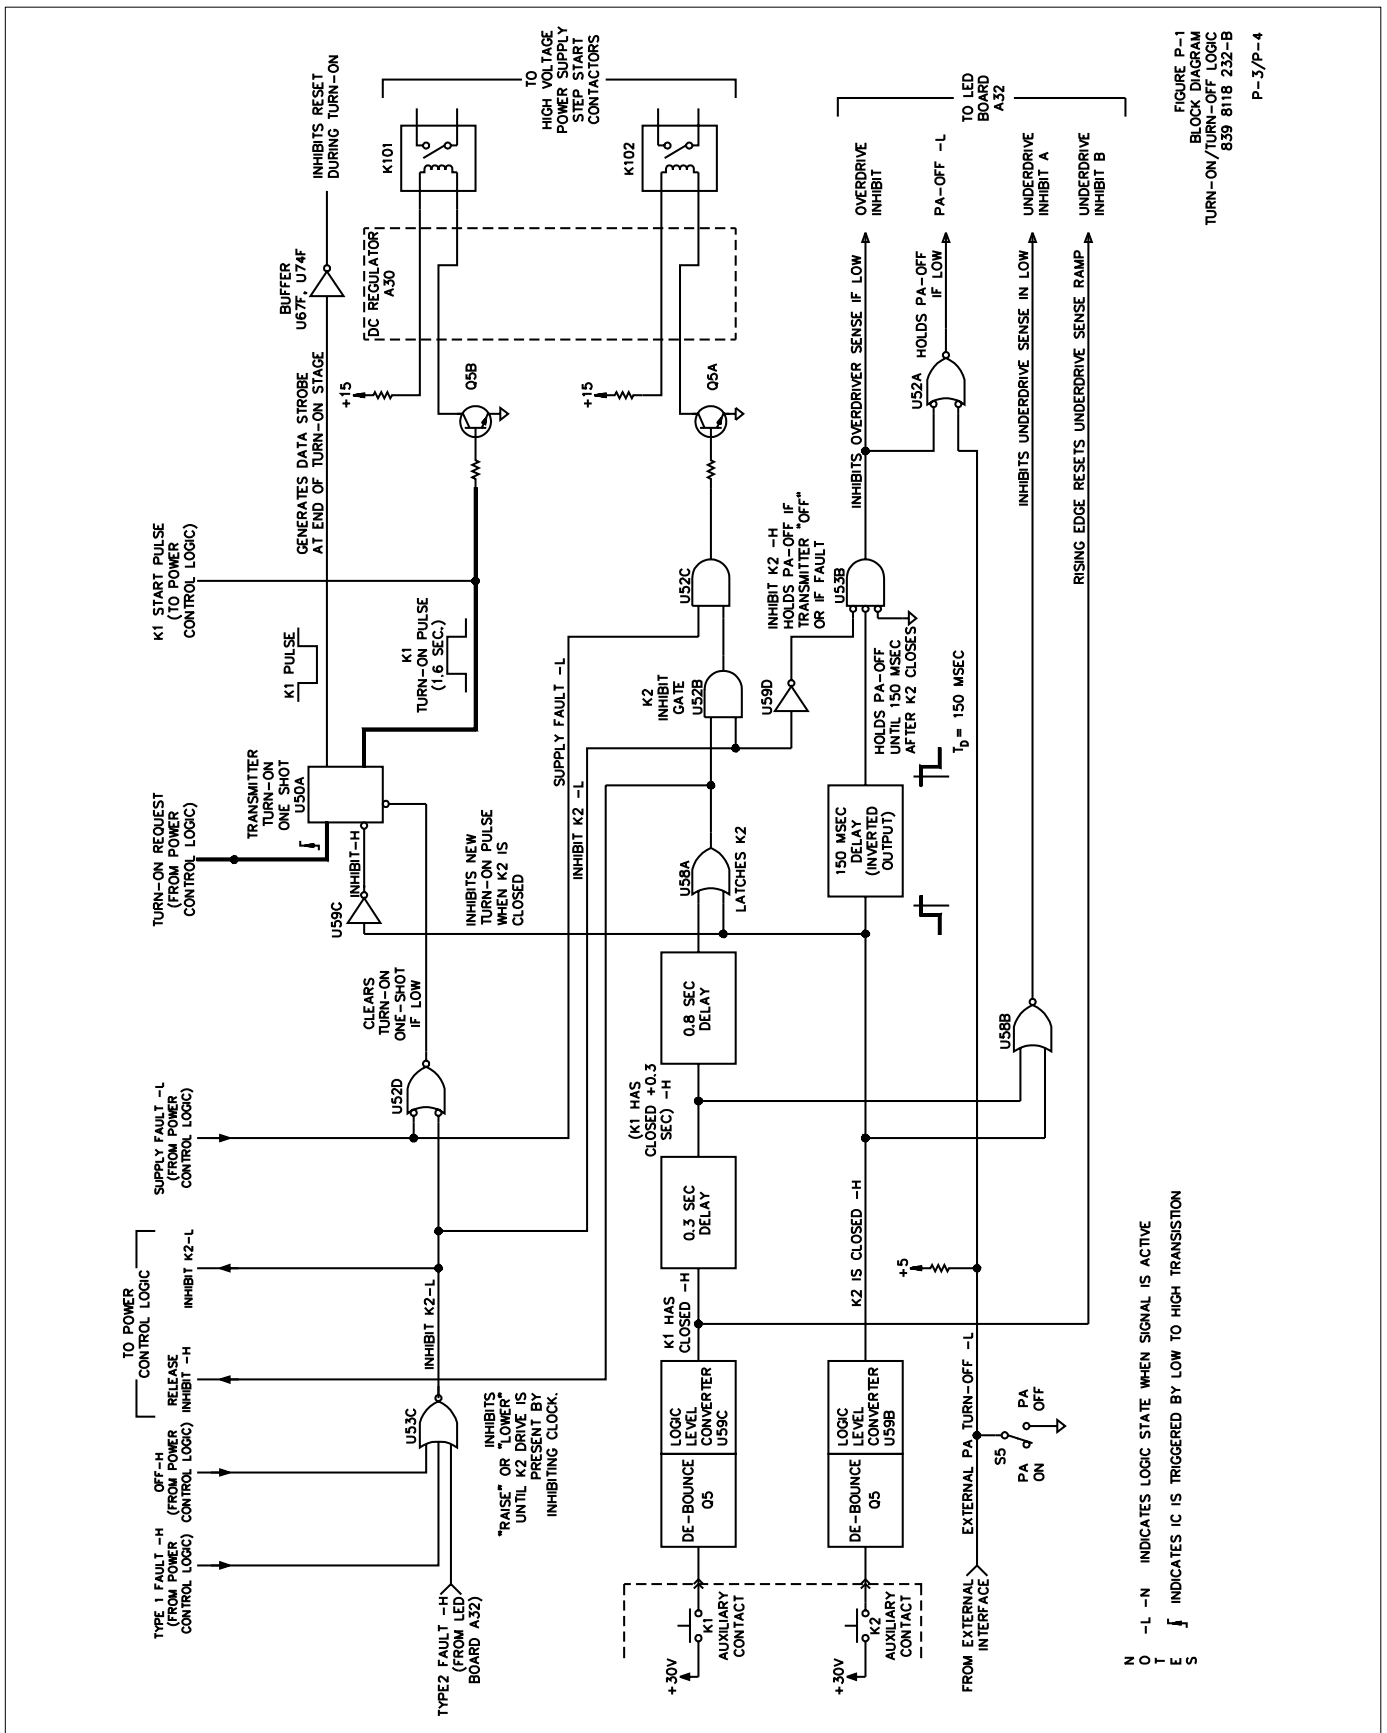 K1 START PULSE
(TO POWER
CONTROL LOGIC)
TURN-ON REQUEST
(FROM POWER
CONTROL LOGIC)
SUPPLY FAULT -L
(FROM POWER
CONTROL LOGIC)
TO POWER
CONTROL LOGIC
INHIBIT K2-L
RELEASE
INHIBIT -H
OFF-H
(FROM POWER
CONTROL LOGIC)
TYPE 1 FAULT -H
(FROM POWER
CONTROL LOGIC)
TYPE2 FAULT -H
(FROM LED
BOARD A32)
U53C
INHIBIT K2-L
INHIBITS
"RAISE" OR "LOWER"
UNTIL K2 DRIVE IS
PRESENT BY
INHIBITING CLOCK.
U52D
CLEARS
TURN-ON
ONE-SHOT
IF LOW
U59C
INHIBIT-H
TRANSMITTER
TURN-ON
ONE SHOT
U50A
INHIBITS NEW
TURN-ON PULSE
WHEN K2 IS
CLOSED
K1 PULSE
K1
TURN-ON PULSE
(1.6 SEC.)
GENERATES DATA STROBE
AT END OF TURN-ON STAGE
BUFFER
U67F, U74F
INHIBITS RESET
DURING TURN-ON
+15
Q5B
DC REGULATOR
A30
K101
TO
HIGH VOLTAGE
POWER SUPPLY
STEP START
CONTACTORS
K102
+15
Q5A
SUPPLY FAULT -L
INHIBIT K2 -L
K2
INHIBIT
GATE
U52B
U52C
U59D
INHIBIT K2 -H
HOLDS PA-OFF IF
TRANSMITTER "OFF"
OR IF FAULT
U58A
LATCHES K2
0.8 SEC
DELAY
(K1 HAS
CLOSED +0.3
SEC) -H
0.3 SEC
DELAY
K1 HAS
CLOSED -H
LOGIC
LEVEL
CONVERTER
U59C
DE-BOUNCE
Q5
K1
AUXILIARY
CONTACT
+30V
K2 IS CLOSED -H
LOGIC
LEVEL
CONVERTER
U59B
DE-BOUNCE
Q5
K2
AUXILIARY
CONTACT
+30V
150 MSEC
DELAY
(INVERTED
OUTPUT)
HOLDS PA-OFF
UNTIL 150 MSEC
AFTER K2 CLOSES
TD= 150 MSEC
U53B
INHIBITS OVERDRIVER SENSE IF LOW
OVERDRIVE
INHIBIT
U52A
HOLDS PA-OFF
IF LOW
PA-OFF -L
TO LED
BOARD
A32
U58B
INHIBITS UNDERDRIVE SENSE IN LOW
UNDERDRIVE
INHIBIT A
RISING EDGE RESETS UNDERDRIVE SENSE RAMP
UNDERDRIVE
INHIBIT B
+5
EXTERNAL PA TURN-OFF -L
FROM EXTERNAL
INTERFACE
S5
PA
ON
PA
OFF
NOTES
-L -N INDICATES LOGIC STATE WHEN SIGNAL IS ACTIVE
INDICATES IC IS TRIGGERED BY LOW TO HIGH TRANSISTION
FIGURE P-1
BLOCK DIAGRAM
TURN-ON/TURN-OFF LOGIC
839 8118 232-B
P-3/P-4